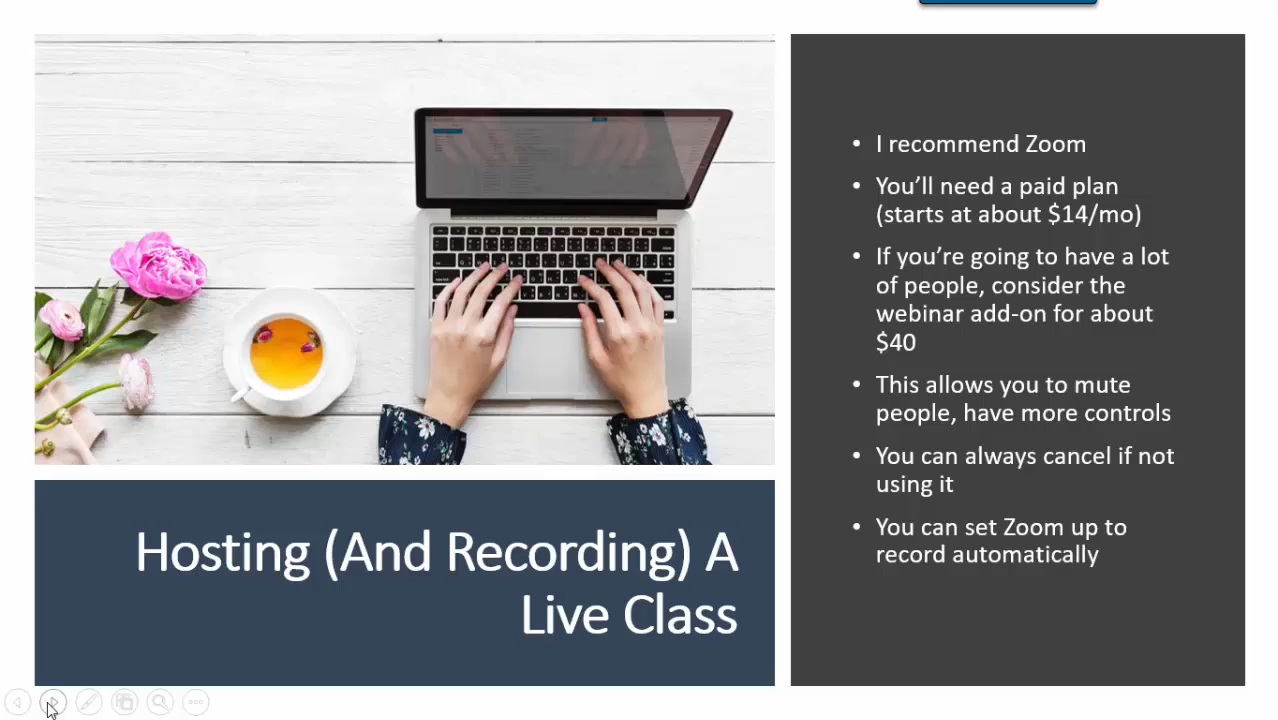 Hosting (And Recording) A
Live Class
• I recommend Zoom
• You’ll need a paid plan
(starts at about $14/mo)
• If you’re going to have a lot
of people, consider the
webinar add-on for about
$40
• This allows you to mute
people, have more controls
• You can always cancel if not
using it
• You can set Zoom up to
record automatically